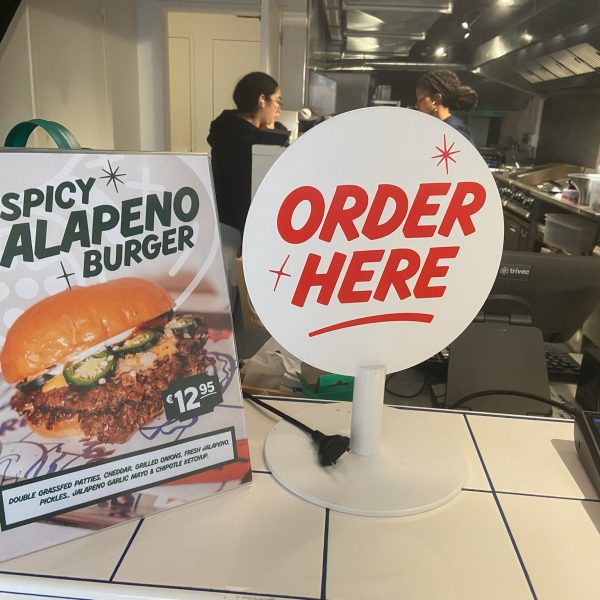 SPICY
JALAPENO
BURGER
€12.95
DOUBLE GRASSFED PATTIES, CHEDDAR, GRILLED ONIONS, FRESH JALAPENO,
PICKLES,. JALAPENO GARLIC MAYO & CHIPOTLE KETCHUP.
ORDER
HERE
trivec